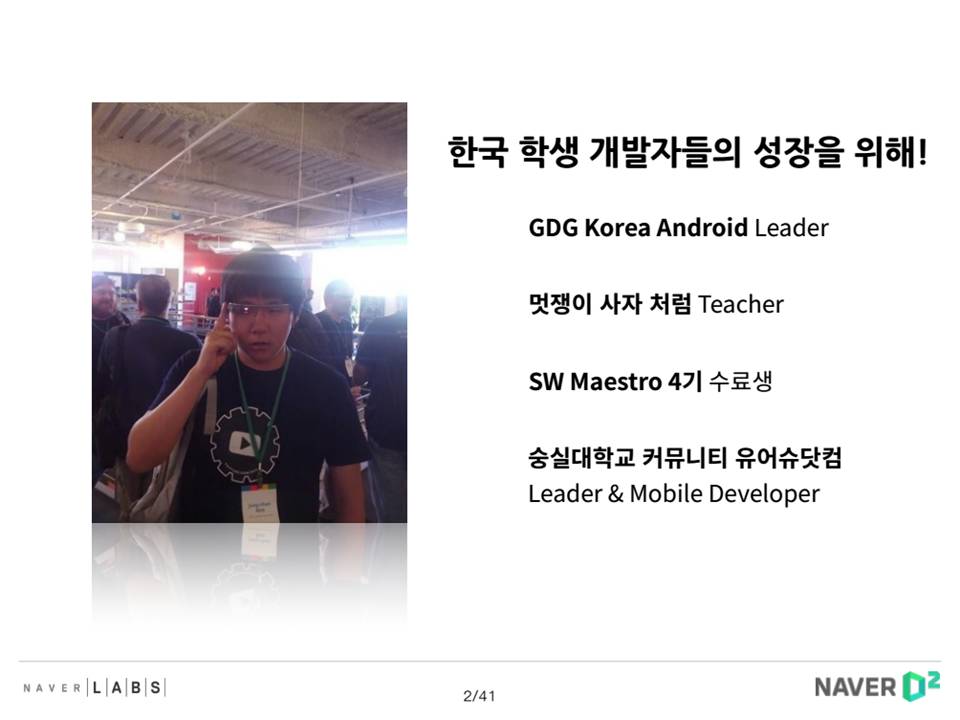 한국 학생 개발자들의 성장을 위해!
GDG Korea Android Leader
멋쟁이 사자 처럼 Teacher
SW Maestro 4기 수료생
숭실대학교 커뮤니티 유어슈닷컴
Leader & Mobile Developer
NAVER LABS
2/41
NAVER D2